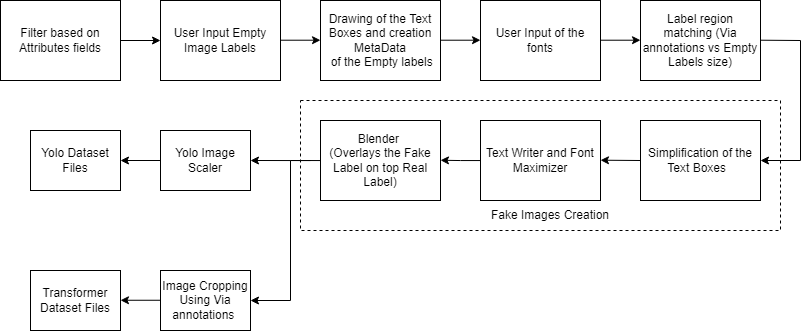 Filter based on
Attributes fields
User Input Empty
Image Labels
Drawing of the Text
Boxes and creation
MetaData
of the Empty labels
User Input of the
fonts
Label region
matching (Via
annotations vs Empty
Labels size)
Yolo Dataset
Files
Yolo Image
Scaler
Blender
(Overlays the Fake
Label on top Real
Label)
Text Writer and Font
Maximizer
Simplification of the
Text Boxes
Fake Images Creation
Transformer
Dataset Files
Image Cropping
Using Via
annotations